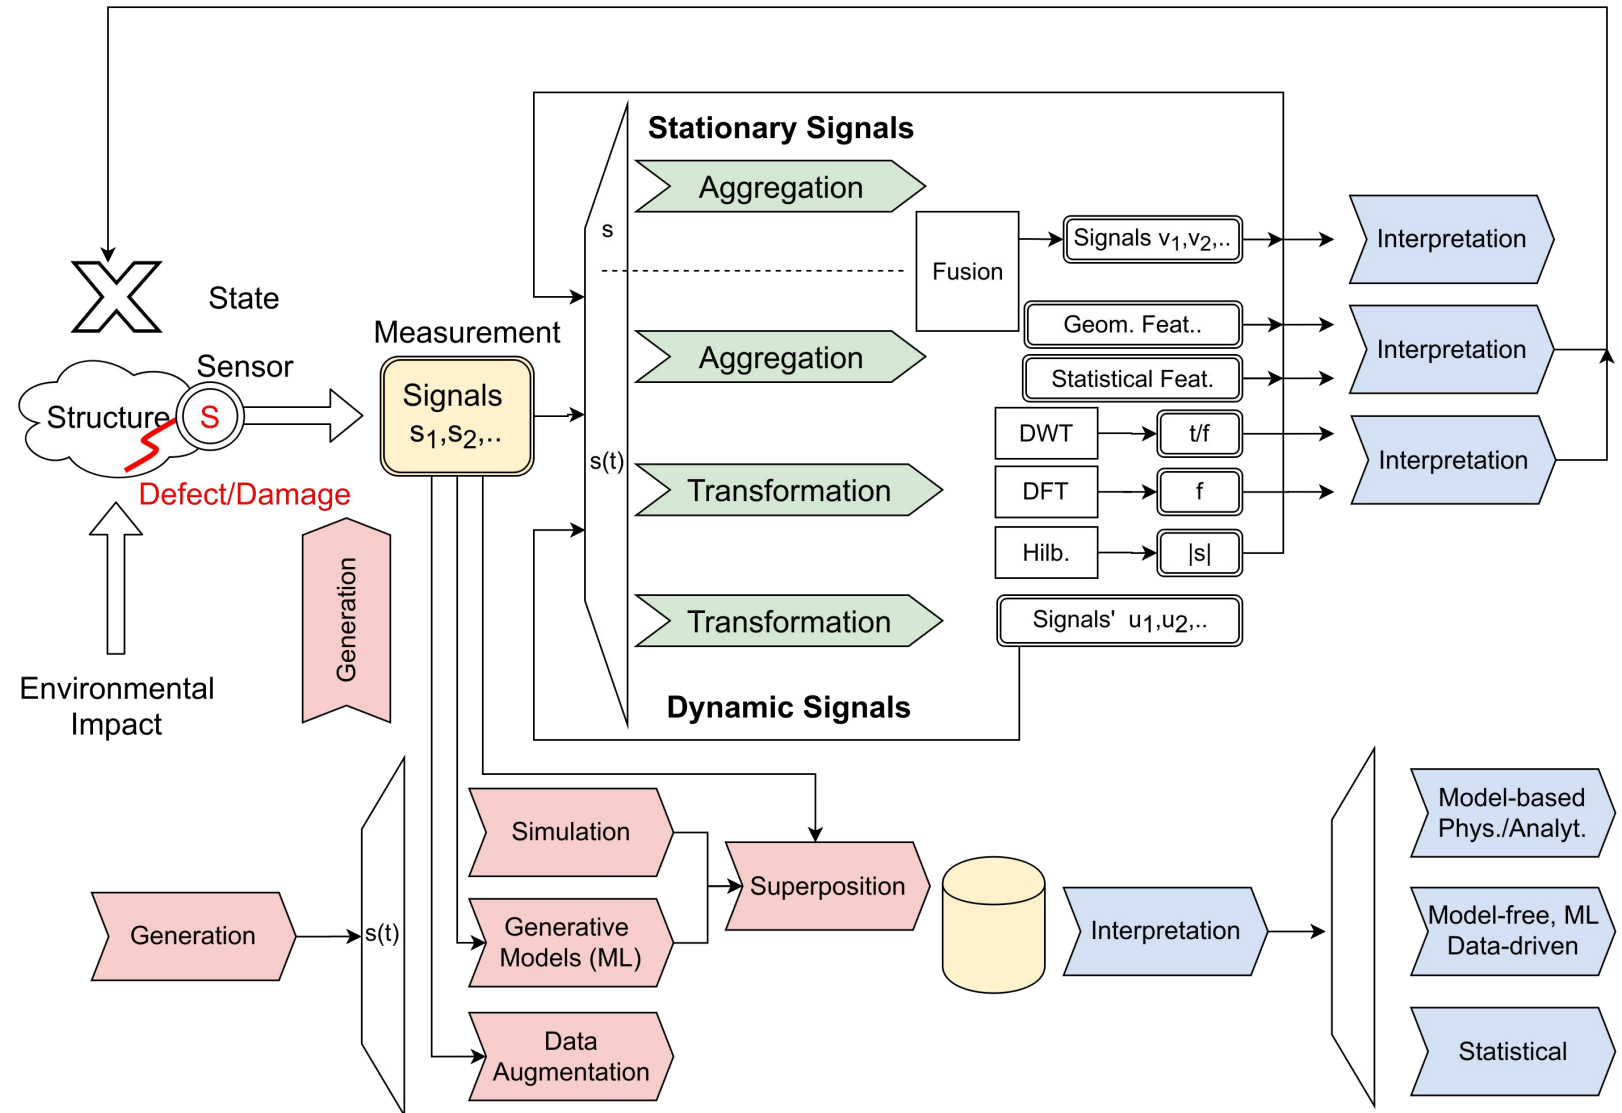 Stationary Signals
Aggregation
s
Signals v1,v2,..
Interpretation
Fusion
State
Measurement
Geom. Feat..
Interpretation
Aggregation
Sensor
Statistical Feat.
Signals
s1,s2,..
Structure
S
DWT
t/f
s(t)
Interpretation
Transformation
DFT
f
Defect/Damage
Hilb.
|s|
Generation
Transformation
Signals' u1,u2,..
Environmental
Impact
Dynamic Signals
Simulation
Model-based
Phys./Analyt.
Superposition
Generation
s(t)
Generative
Models (ML)
Interpretation
Model-free, ML
Data-driven
Data
Augmentation
Statistical